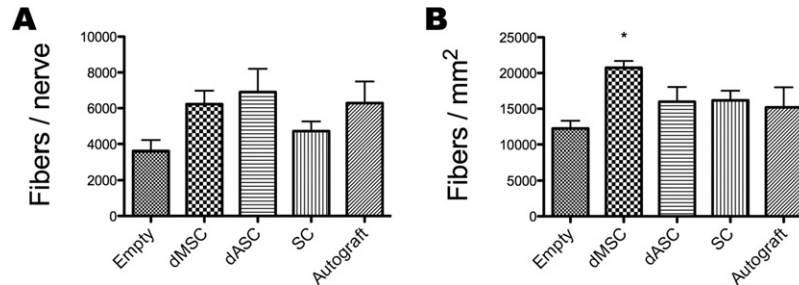 A
Fibers / nerve
10000
8000
6000
4000
2000
0
Empty
dMSC
dASC
SC
Autograft
B
Fibers / mm²
25000
20000
15000
10000
5000
0
*
Empty
dMSC
dASC
SC
Autograft